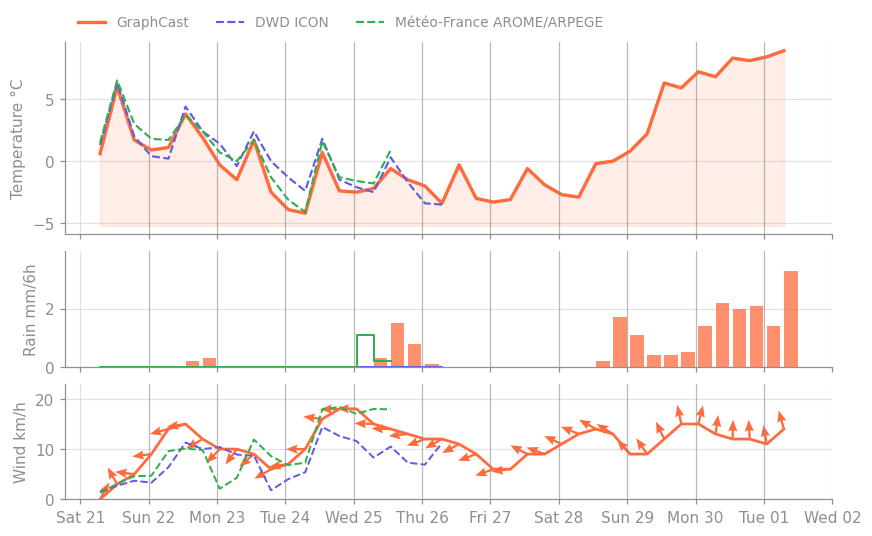 GraphCast DWD ICON Météo-France AROME/ARPEGE
Temperature °C
5
0
−5
Rain mm/6h
2
0
Wind km/h
20
10
0
Sat 21 Sun 22 Mon 23 Tue 24 Wed 25 Thu 26 Fri 27 Sat 28 Sun 29 Mon 30 Tue 01 Wed 02